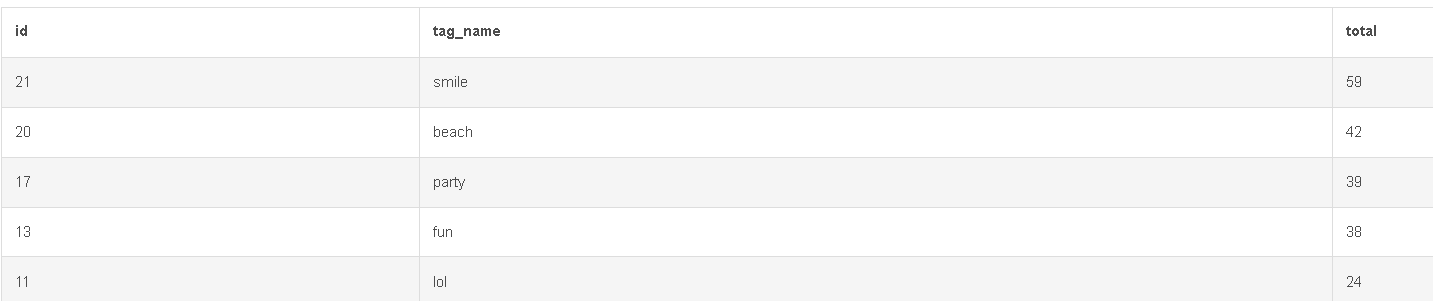 id tag_name total
21 smile 59
20 beach 42
17 party 39
13 fun 38
11 lol 24